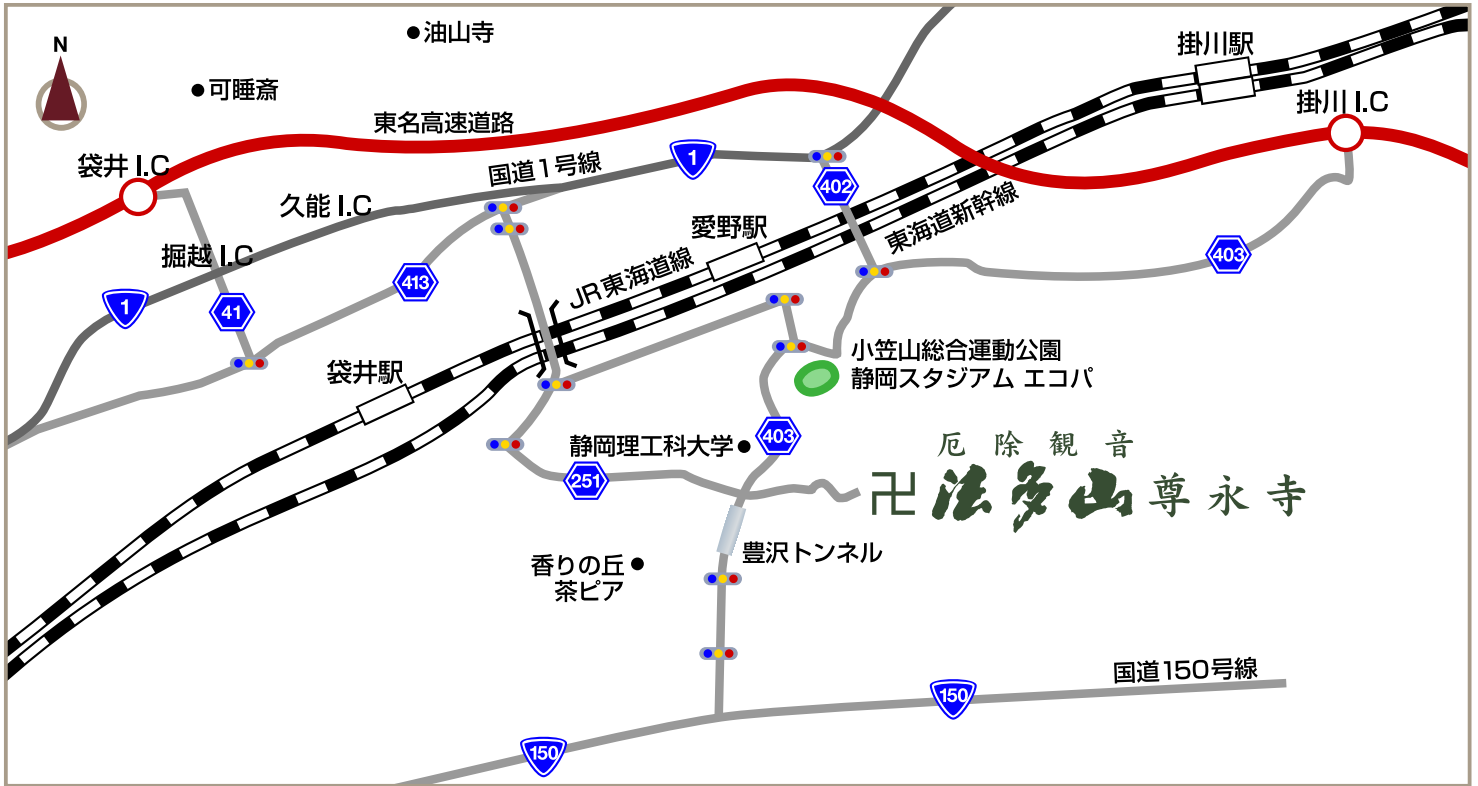 N
油山寺
可睡斎
掛川駅
掛川 I.C
東名高速道路
袋井 I.C
国道1号線
1
402
久能 I.C
愛野駅
東海道新幹線
堀越 I.C
403
413
JR東海道線
1
41
小笠山総合運動公園
静岡スタジアム エコパ
袋井駅
静岡理工科大学
403
厄除観音
251
卍 法多山 尊永寺
豊沢トンネル
香りの丘
茶ピア
国道150号線
150
150